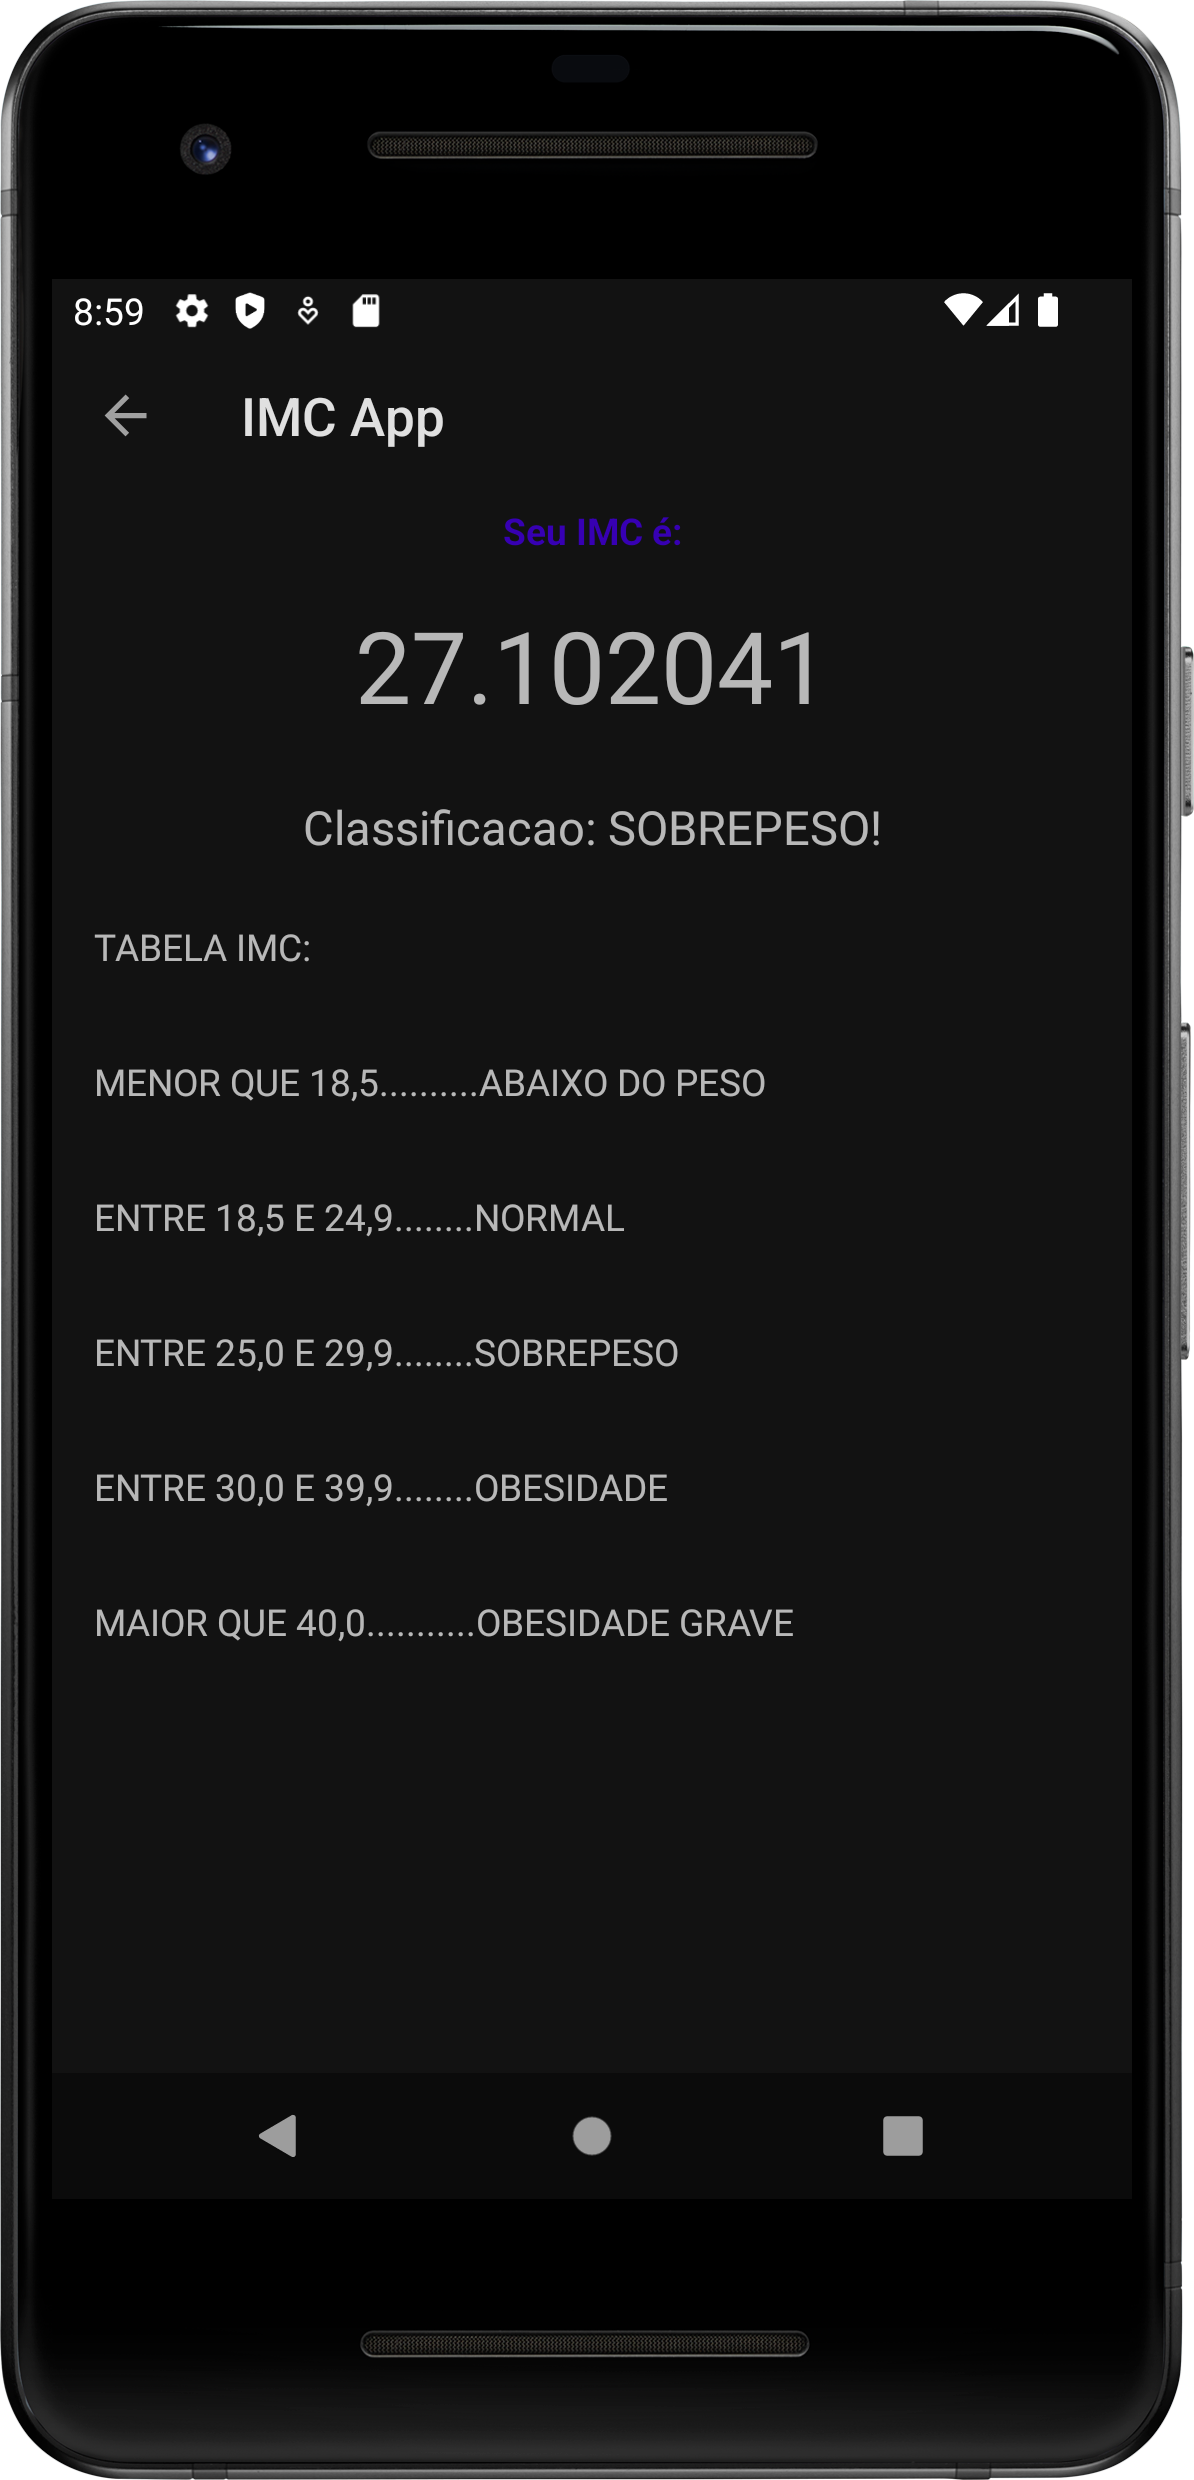 8:59
IMC App
Seu IMC é:
27.102041
Classificacao: SOBREPESO!
TABELA IMC:
MENOR QUE 18,5..........ABAIXO DO PESO
ENTRE 18,5 E 24,9........NORMAL
ENTRE 25,0 E 29,9........SOBREPESO
ENTRE 30,0 E 39,9........OBESIDADE
MAIOR QUE 40,0...........OBESIDADE GRAVE